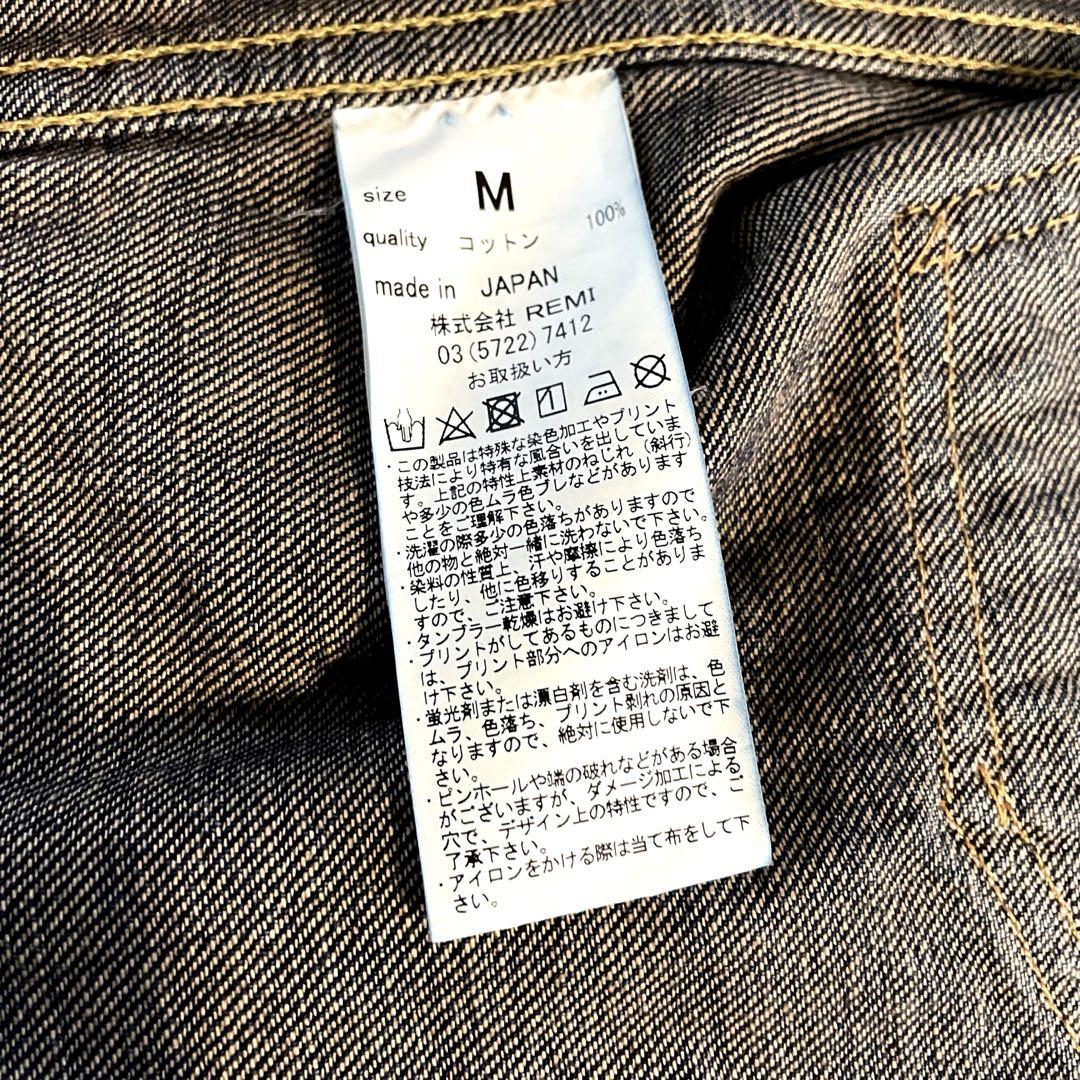 size M
quality コットン 100%
made in JAPAN
株式会社 REMI
03(5722)7412
お取扱い方
・この製品は特殊な染色加工やプリント
技法により特有な風合いを出していま
す。上記の特性上素材のねじれ（斜行）
や多少の色ムラ色ブレなどがあります
ことをご理解下さい。
・洗濯の際多少の色落ちがありますので
他の物と絶対一緒に洗わないで下さい。
・染料の性質上、汗や摩擦により色落ち
したり、他に色移りすることがありま
すので、ご注意下さい。
・タンブラー乾燥はお避け下さい。
・プリントがしてあるものにつきまして
は、プリント部分へのアイロンはお避
け下さい。
・蛍光剤または漂白剤を含む洗剤は、色
ムラ、色落ち、プリント剥れの原因と
なりますので、絶対に使用しないで下
さい。
・ピンホールや端の破れなどがある場合
がございますが、ダメージ加工による
穴で、デザイン上の特性ですので、ご
了承下さい。
・アイロンをかける際は当て布をして下
さい。